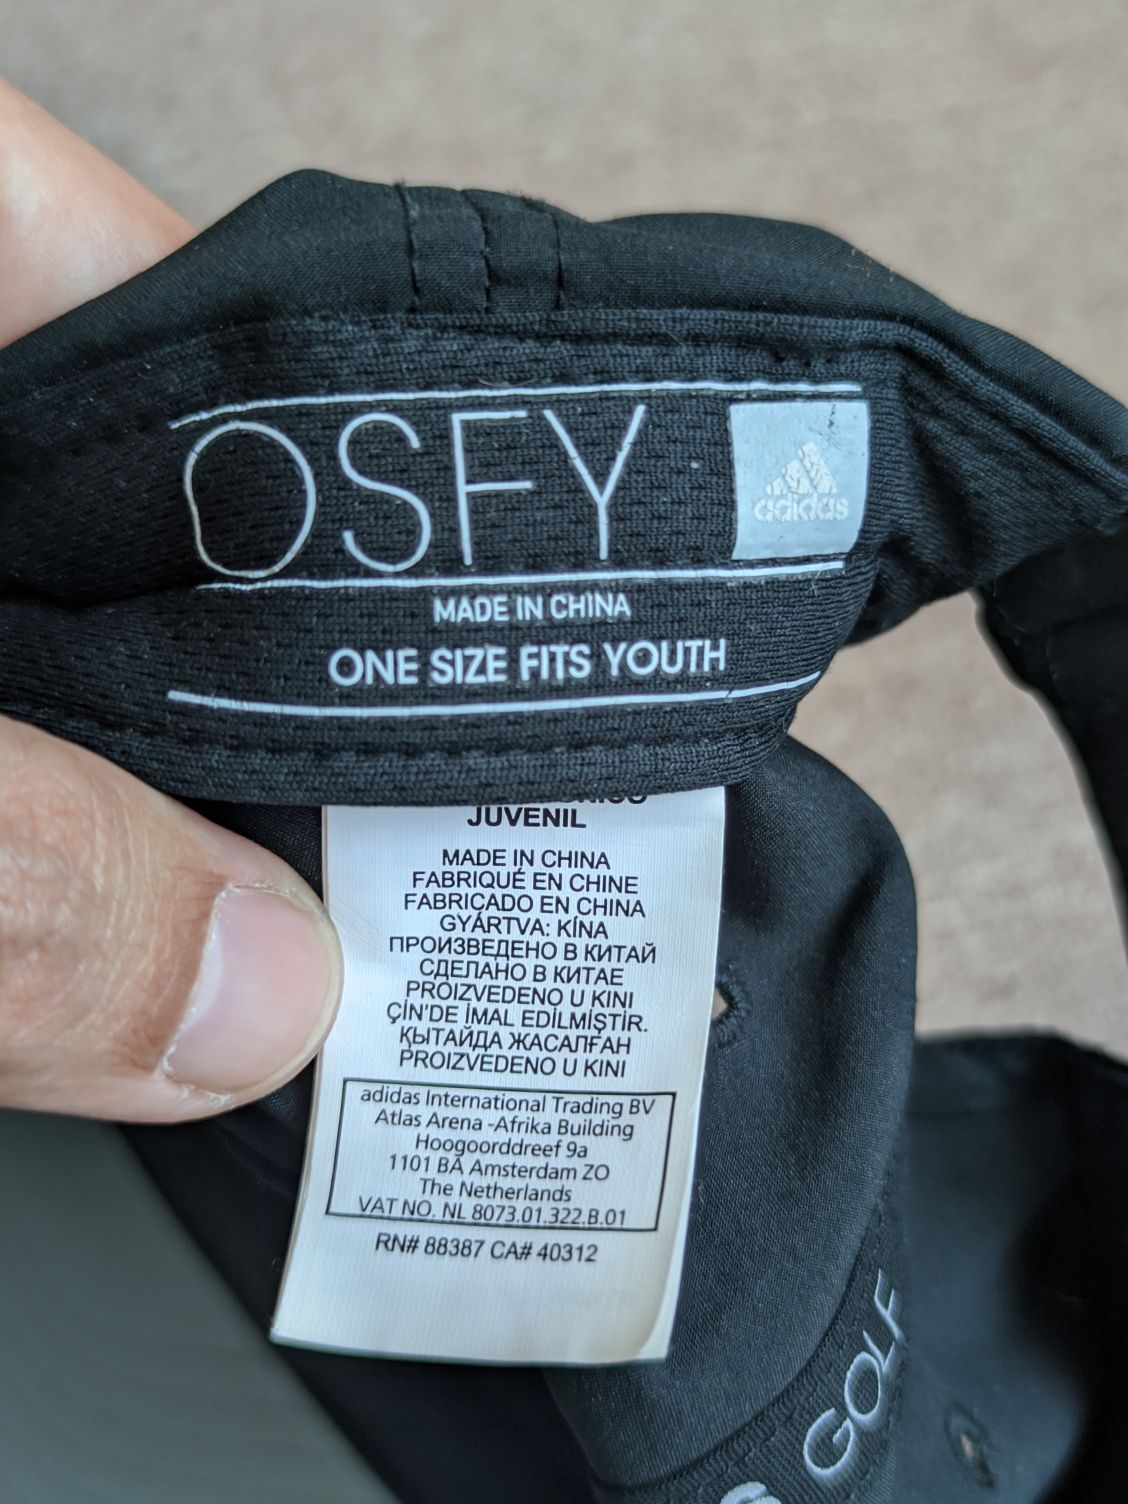 OSFY
adidas
MADE IN CHINA
ONE SIZE FITS YOUTH
JUVENIL
MADE IN CHINA
FABRIQUÉ EN CHINE
FABRICADO EN CHINA
GYÁRTVA: KÍNA
ПРОИЗВЕДЕНО В КИТАЙ
СДЕЛАНО В КИТАЕ
PROIZVEDENO U KINI
ÇİN'DE İMAL EDİLMİŞTİR.
ҚЫТАЙДА ЖАСАЛҒАН
PROIZVEDENO U KINI
adidas International Trading BV
Atlas Arena -Afrika Building
Hoogoorddreef 9a
1101 BA Amsterdam ZO
The Netherlands
VAT NO. NL 8073.01.322.B.01
RN# 88387 CA# 40312
GOLF